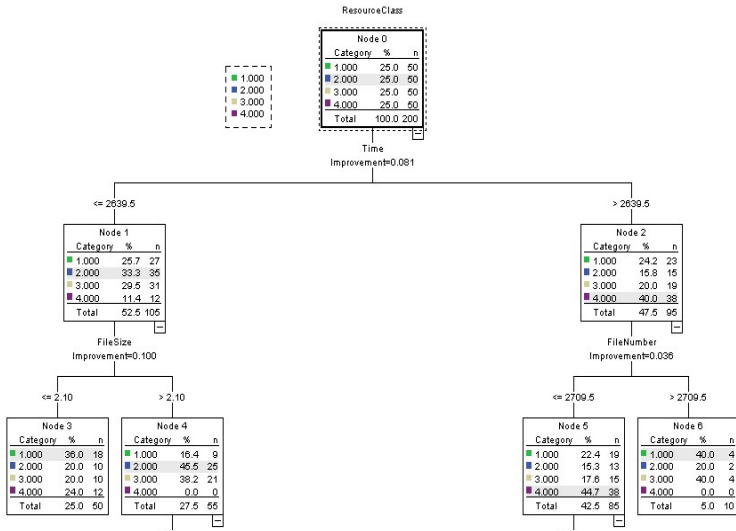 ResourceClass
1.000
2.000
3.000
4.000
Node 0
Category % n
1.000 25.0 50
2.000 25.0 50
3.000 25.0 50
4.000 25.0 50
Total 100.0 200
Time
Improvement=0.081
<= 2639.5
> 2639.5
Node 1
Category % n
1.000 25.7 27
2.000 33.3 35
3.000 29.5 31
4.000 11.4 12
Total 52.5 105
Node 2
Category % n
1.000 24.2 23
2.000 15.8 15
3.000 20.0 19
4.000 40.0 38
Total 47.5 95
FileSize
Improvement=0.100
FileNumber
Improvement=0.036
<= 2.10
> 2.10
<= 2709.5
> 2709.5
Node 3
Category % n
1.000 36.0 18
2.000 20.0 10
3.000 20.0 10
4.000 24.0 12
Total 25.0 50
Node 4
Category % n
1.000 16.4 9
2.000 45.5 25
3.000 38.2 21
4.000 0.0 0
Total 27.5 55
Node 5
Category % n
1.000 22.4 19
2.000 15.3 13
3.000 17.6 15
4.000 44.7 38
Total 42.5 85
Node 6
Category % n
1.000 40.0 4
2.000 20.0 2
3.000 40.0 4
4.000 0.0 0
Total 5.0 10